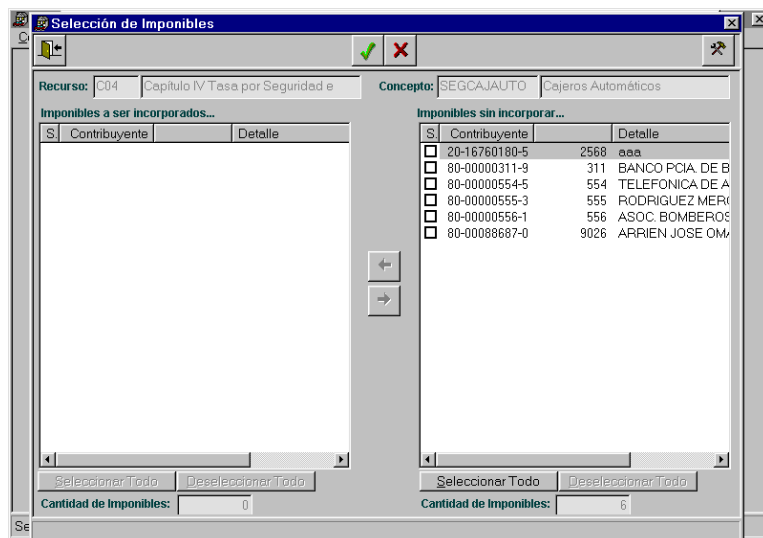 Selección de Imponibles
Recurso: C04 Capítulo IV Tasa por Seguridad e Concepto: SEGCAJAUTO Cajeros Automáticos
Imponibles a ser incorporados... Imponibles sin incorporar...
S. Contribuyente Detalle S. Contribuyente Detalle
20-16760180-5 2568 aaa
80-00000311-9 311 BANCO PCIA. DE B
80-00000554-5 554 TELEFONICA DE A
80-00000555-3 555 RODRIGUEZ MER
80-00000556-1 556 ASOC. BOMBEROS
80-00088687-0 9026 ARRIEN JOSE OM
Seleccionar Todo Deseleccionar Todo Seleccionar Todo Deseleccionar Todo
Cantidad de Imponibles: 0 Cantidad de Imponibles: 6
Se